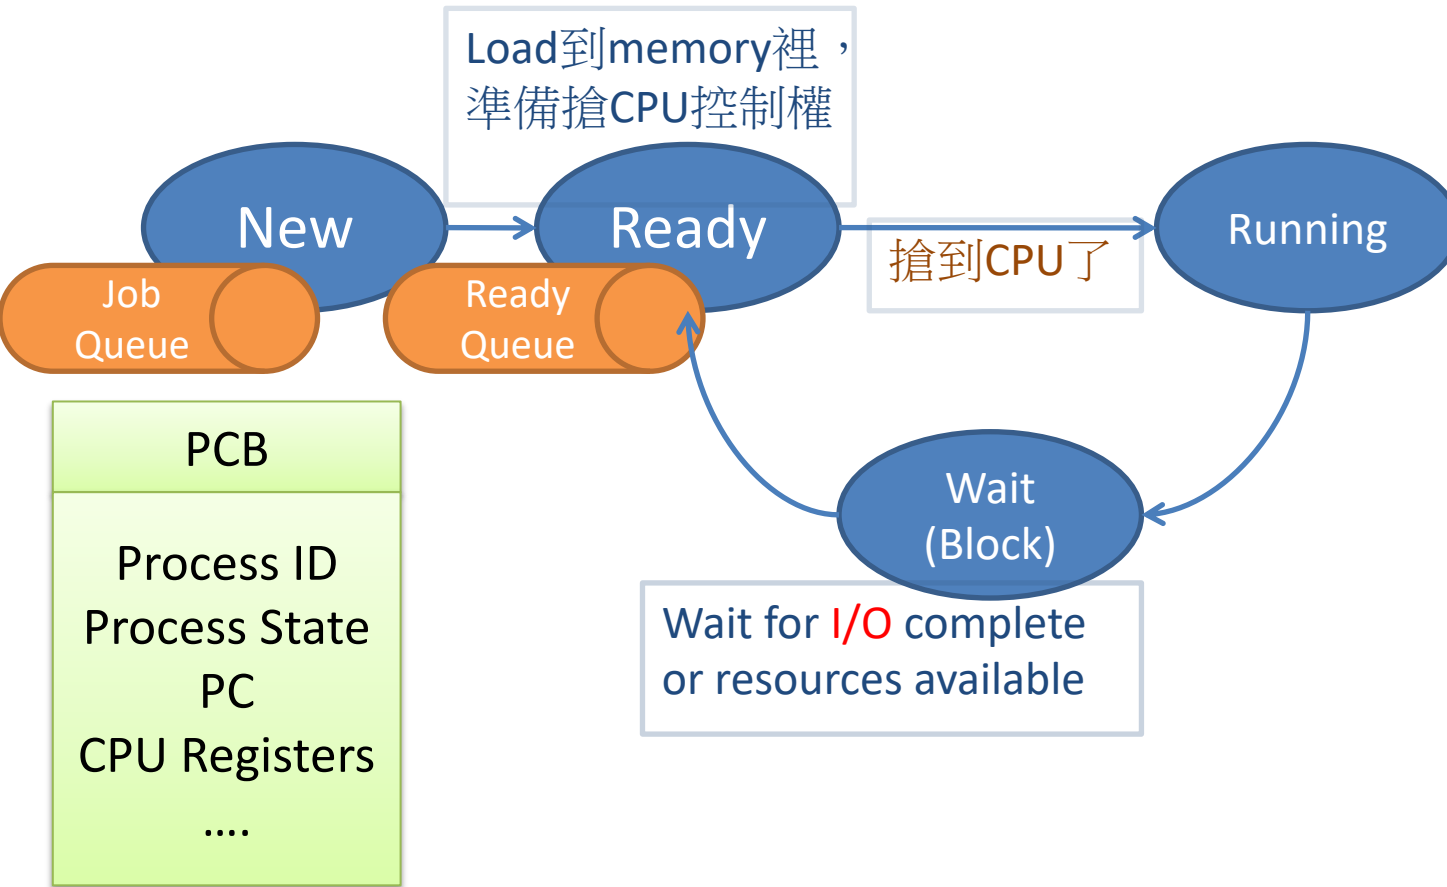 Load到memory裡，
準備搶CPU控制權
New
Ready
Running
搶到CPU了
Job
Queue
Ready
Queue
PCB
Process ID
Process State
PC
CPU Registers
....
Wait
(Block)
Wait for I/O complete
or resources available